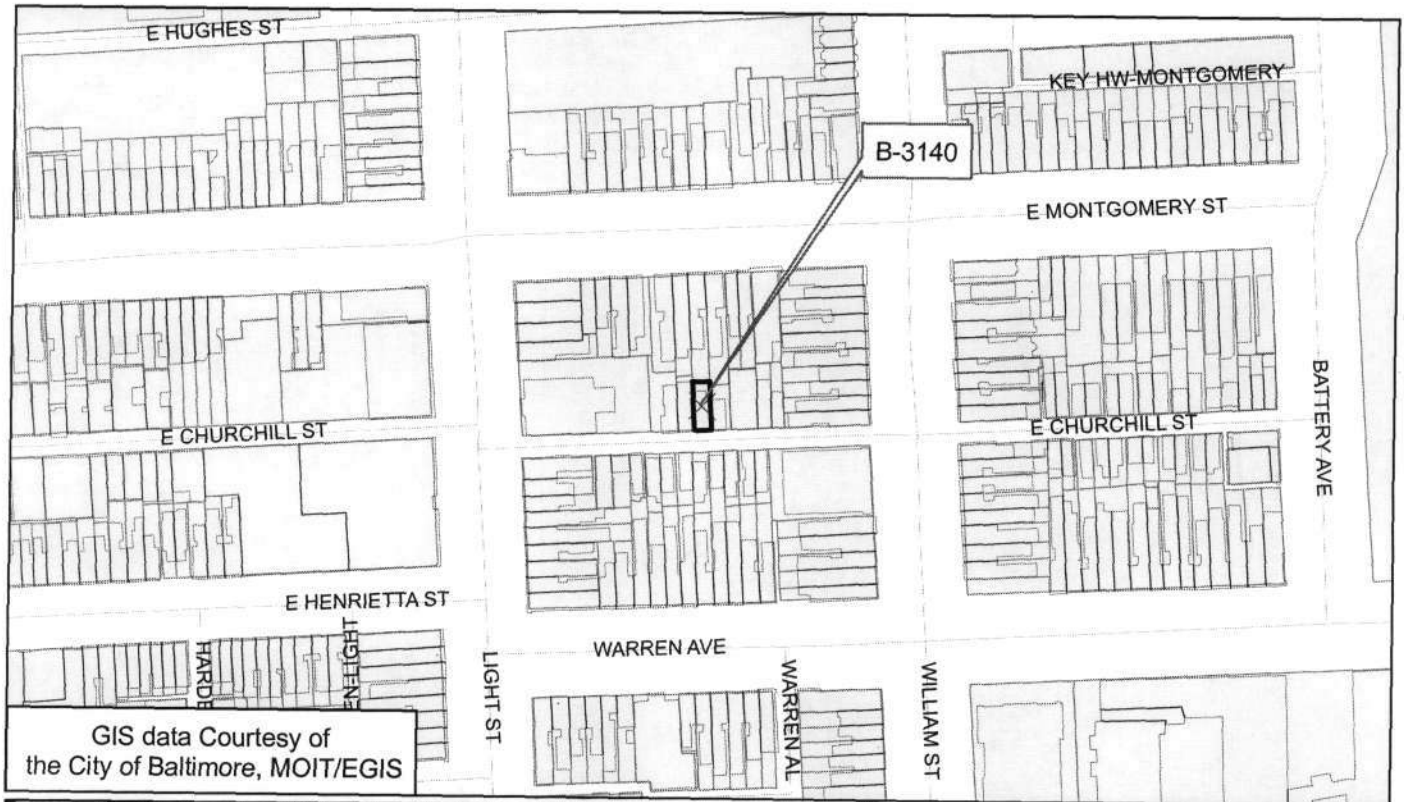 E HUGHES ST
KEY HW-MONTGOMERY
B-3140
E MONTGOMERY ST
E CHURCHILL ST
E CHURCHILL ST
BATTERY AVE
E HENRIETTA ST
WARREN AVE
LIGHT ST
WARREN AL
WILLIAM ST
GIS data Courtesy of
the City of Baltimore, MOIT/EGIS